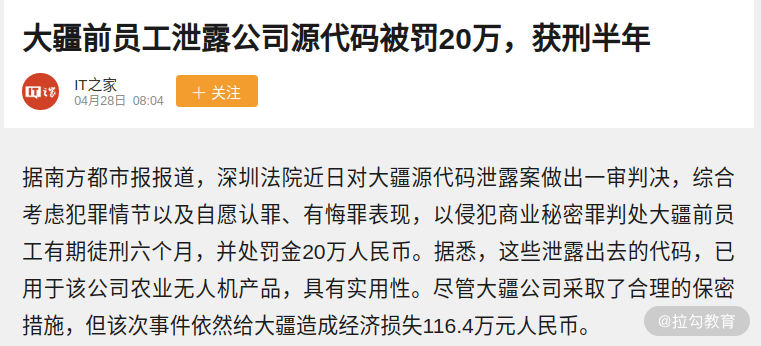 大疆前员工泄露公司源代码被罚20万，获刑半年
IT之家
IT之家
04月28日 08:04
＋ 关注
据南方都市报报道，深圳法院近日对大疆源代码泄露案做出一审判决，综合
考虑犯罪情节以及自愿认罪、有悔罪表现，以侵犯商业秘密罪判处大疆前员
工有期徒刑六个月，并处罚金20万人民币。据悉，这些泄露出去的代码，已
用于该公司农业无人机产品，具有实用性。尽管大疆公司采取了合理的保密
措施，但该次事件依然给大疆造成经济损失116.4万元人民币。
@拉勾教育